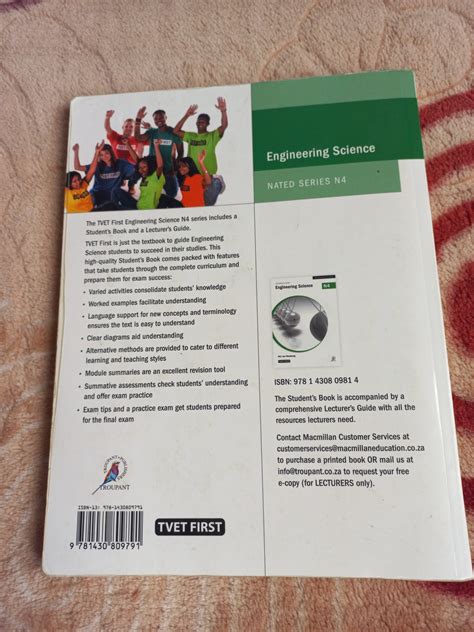 Engineering Science
NATED SERIES N4
The TVET First Engineering Science N4 series includes a
Student's Book and a Lecturer's Guide.
TVET First is just the textbook to guide Engineering
Science students to succeed in their studies. This
high-quality Student's Book comes packed with features
that take students through the complete curriculum and
prepare them for exam success:
• Varied activities consolidate students' knowledge
• Worked examples facilitate understanding
• Language support for new concepts and terminology
ensures the text is easy to understand
• Clear diagrams aid understanding
• Alternative methods are provided to cater to different
learning and teaching styles
• Module summaries are an excellent revision tool
• Summative assessments check students' understanding
and offer exam practice
• Exam tips and a practice exam get students prepared
for the final exam
Engineering Science
N4
ISBN: 978 1 4308 0981 4
The Student's Book is accompanied by a
comprehensive Lecturer's Guide with all the
resources lecturers need.
Contact Macmillan Customer Services at
customerservices@macmillaneducation.co.za
to purchase a printed book OR mail us at
info@troupant.co.za to request your free
e-copy (for LECTURERS only).
TROUPANT
ISBN-13: 978-1430809791
9 781430 809791
TVET FIRST